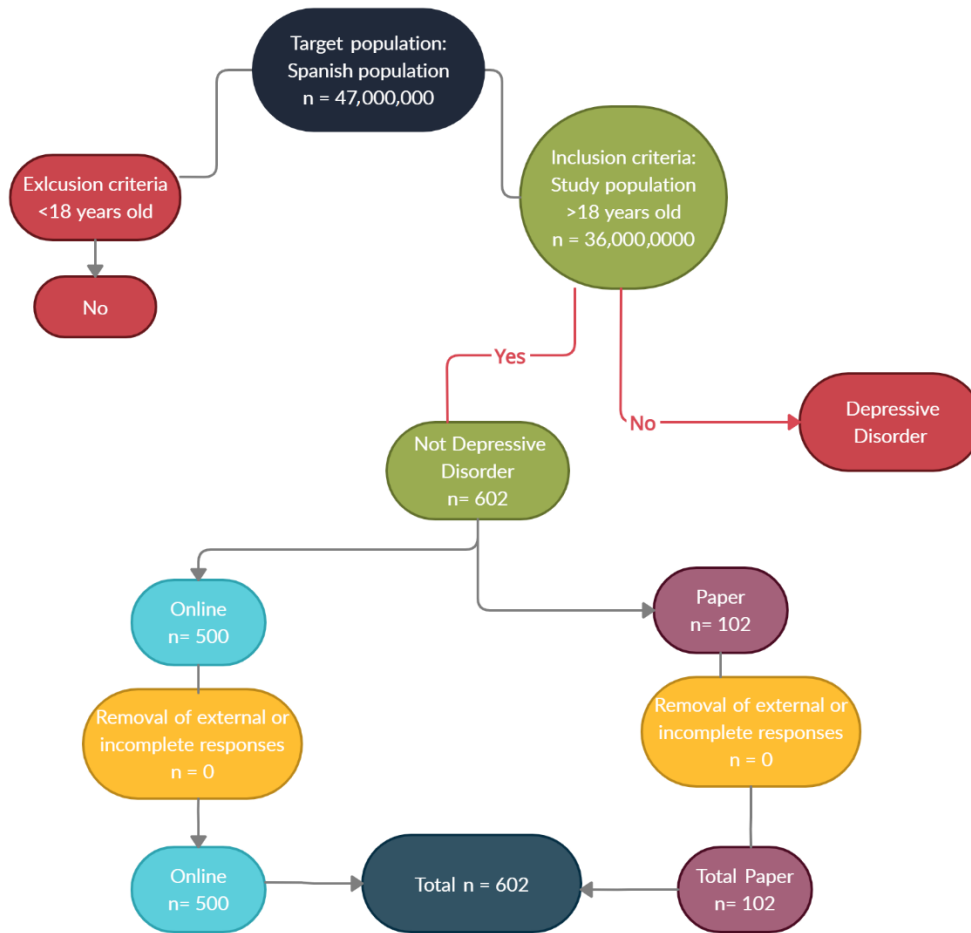 Target population:
Spanish population
n = 47,000,000
Exlcusion criteria
<18 years old
No
Inclusion criteria:
Study population
>18 years old
n = 36,000,0000
Yes
No
Depressive
Disorder
Not Depressive
Disorder
n= 602
Online
n= 500
Paper
n= 102
Removal of external or
incomplete responses
n = 0
Removal of external or
incomplete responses
n = 0
Online
n= 500
Total n = 602
Total Paper
n= 102